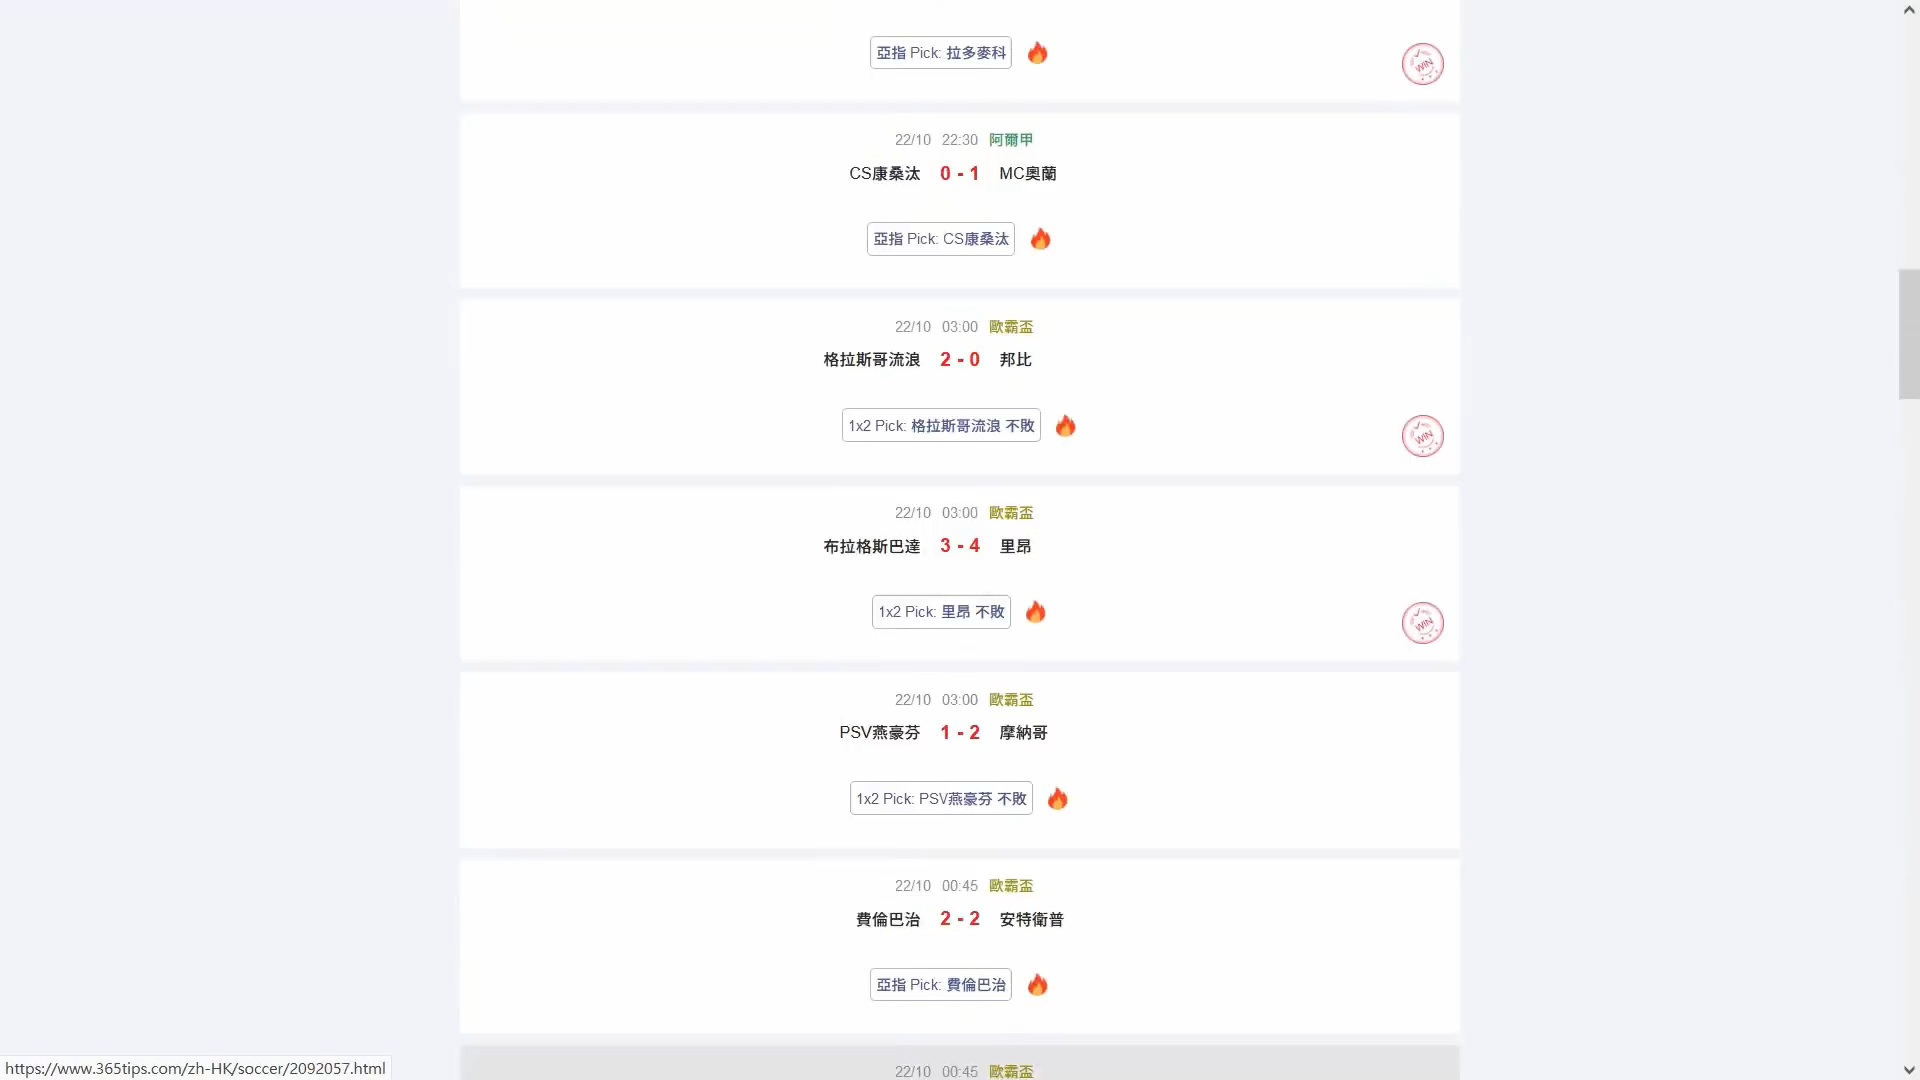 亞指 Pick: 拉多麥科
WIN
22/10 22:30 阿爾甲
CS康桑汰 0 - 1 MC奧蘭
亞指 Pick: CS康桑汰
22/10 03:00 歐霸盃
格拉斯哥流浪 2 - 0 邦比
1x2 Pick: 格拉斯哥流浪 不敗
WIN
22/10 03:00 歐霸盃
布拉格斯巴達 3 - 4 里昂
1x2 Pick: 里昂 不敗
WIN
22/10 03:00 歐霸盃
PSV燕豪芬 1 - 2 摩納哥
1x2 Pick: PSV燕豪芬 不敗
22/10 00:45 歐霸盃
費倫巴治 2 - 2 安特衛普
亞指 Pick: 費倫巴治
22/10 00:45 歐霸盃
https://www.365tips.com/zh-HK/soccer/2092057.html